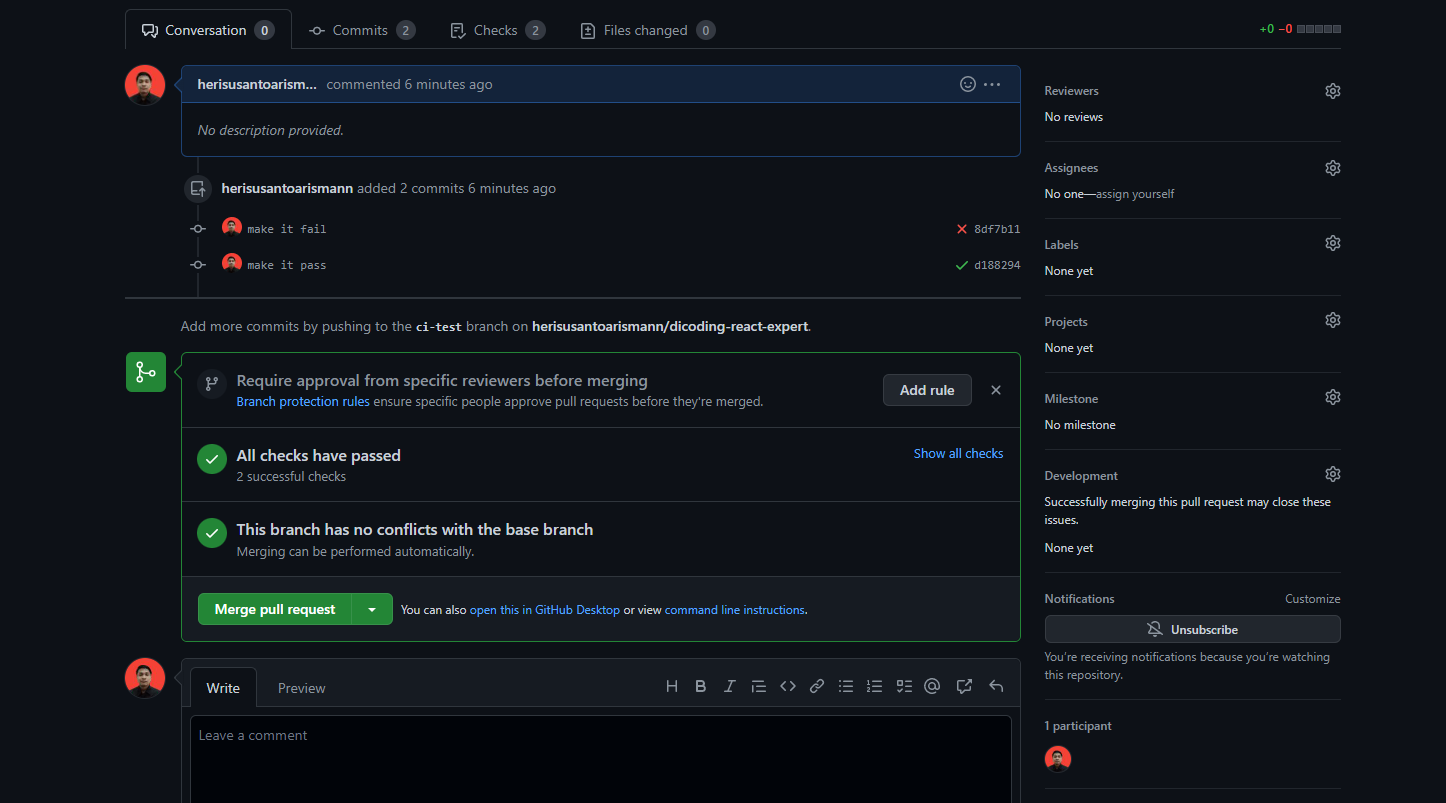 Conversation 0 Commits 2 Checks 2 Files changed 0 +0 −0
herisusantoarism... commented 6 minutes ago
No description provided.
herisusantoarismann added 2 commits 6 minutes ago
make it fail 8df7b11
make it pass d188294
Add more commits by pushing to the ci-test branch on herisusantoarismann/dicoding-react-expert.
Require approval from specific reviewers before merging
Branch protection rules ensure specific people approve pull requests before they're merged.
Add rule
All checks have passed
2 successful checks
Show all checks
This branch has no conflicts with the base branch
Merging can be performed automatically.
Merge pull request You can also open this in GitHub Desktop or view command line instructions.
Write Preview
Leave a comment
Reviewers
No reviews
Assignees
No one—assign yourself
Labels
None yet
Projects
None yet
Milestone
No milestone
Development
Successfully merging this pull request may close these
issues.
None yet
Notifications Customize
Unsubscribe
You're receiving notifications because you're watching
this repository.
1 participant